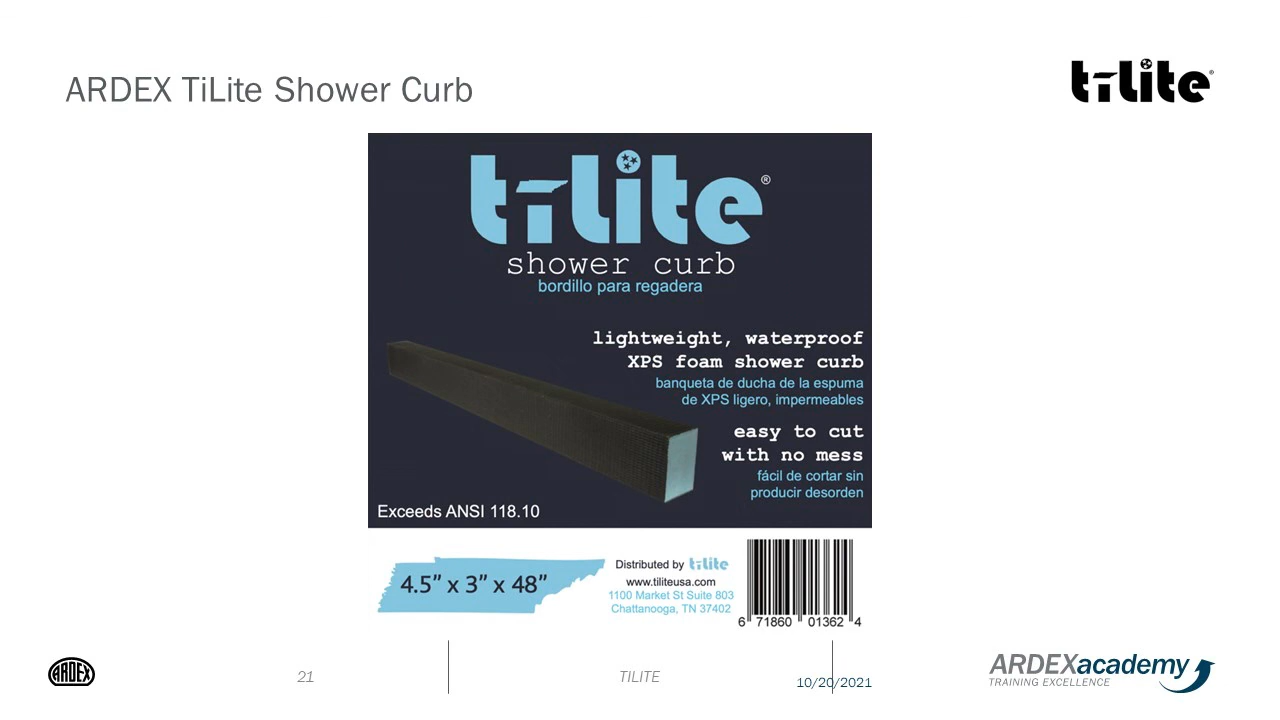 ARDEX TiLite Shower Curb
tilite®
tilite®
shower curb
bordillo para regadera
lightweight, waterproof
XPS foam shower curb
banqueta de ducha de la espuma
de XPS ligero, impermeables
easy to cut
with no mess
fácil de cortar sin
producir desorden
Exceeds ANSI 118.10
4.5” x 3” x 48”
Distributed by tilite
www.tiliteusa.com
1100 Market St Suite 803
Chattanooga, TN 37402
6 71860 01362 4
ARDEX
21
TILITE
10/20/2021
ARDEXacademy
TRAINING EXCELLENCE